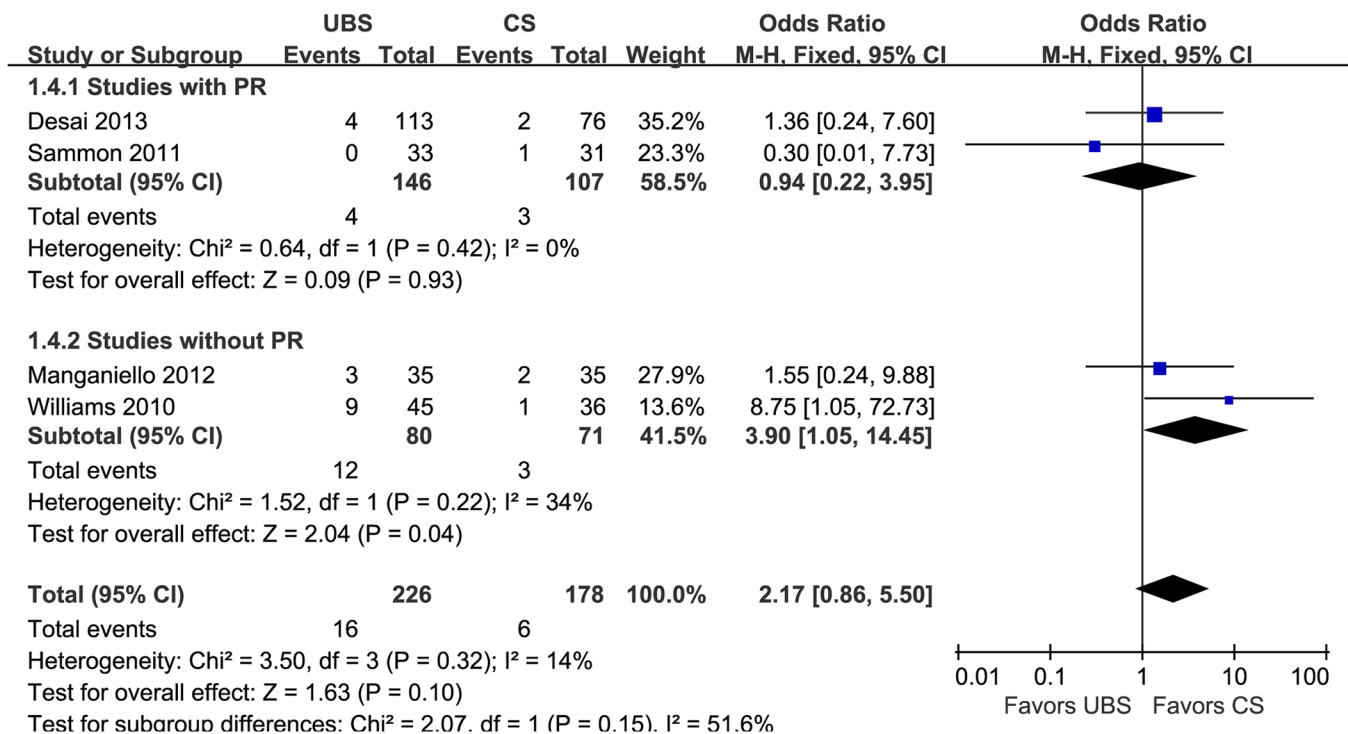 UBS CS Odds Ratio Odds Ratio
Study or Subgroup Events Total Events Total Weight M-H, Fixed, 95% CI M-H, Fixed, 95% CI
1.4.1 Studies with PR
Desai 2013 4 113 2 76 35.2% 1.36 [0.24, 7.60]
Sammon 2011 0 33 1 31 23.3% 0.30 [0.01, 7.73]
Subtotal (95% CI) 146 107 58.5% 0.94 [0.22, 3.95]
Total events 4 3
Heterogeneity: Chi² = 0.64, df = 1 (P = 0.42); I² = 0%
Test for overall effect: Z = 0.09 (P = 0.93)
1.4.2 Studies without PR
Manganiello 2012 3 35 2 35 27.9% 1.55 [0.24, 9.88]
Williams 2010 9 45 1 36 13.6% 8.75 [1.05, 72.73]
Subtotal (95% CI) 80 71 41.5% 3.90 [1.05, 14.45]
Total events 12 3
Heterogeneity: Chi² = 1.52, df = 1 (P = 0.22); I² = 34%
Test for overall effect: Z = 2.04 (P = 0.04)
Total (95% CI) 226 178 100.0% 2.17 [0.86, 5.50]
Total events 16 6
Heterogeneity: Chi² = 3.50, df = 3 (P = 0.32); I² = 14%
Test for overall effect: Z = 1.63 (P = 0.10)
Test for subgroup differences: Chi² = 2.07, df = 1 (P = 0.15), I² = 51.6%
0.01 0.1 1 10 100
Favors UBS Favors CS